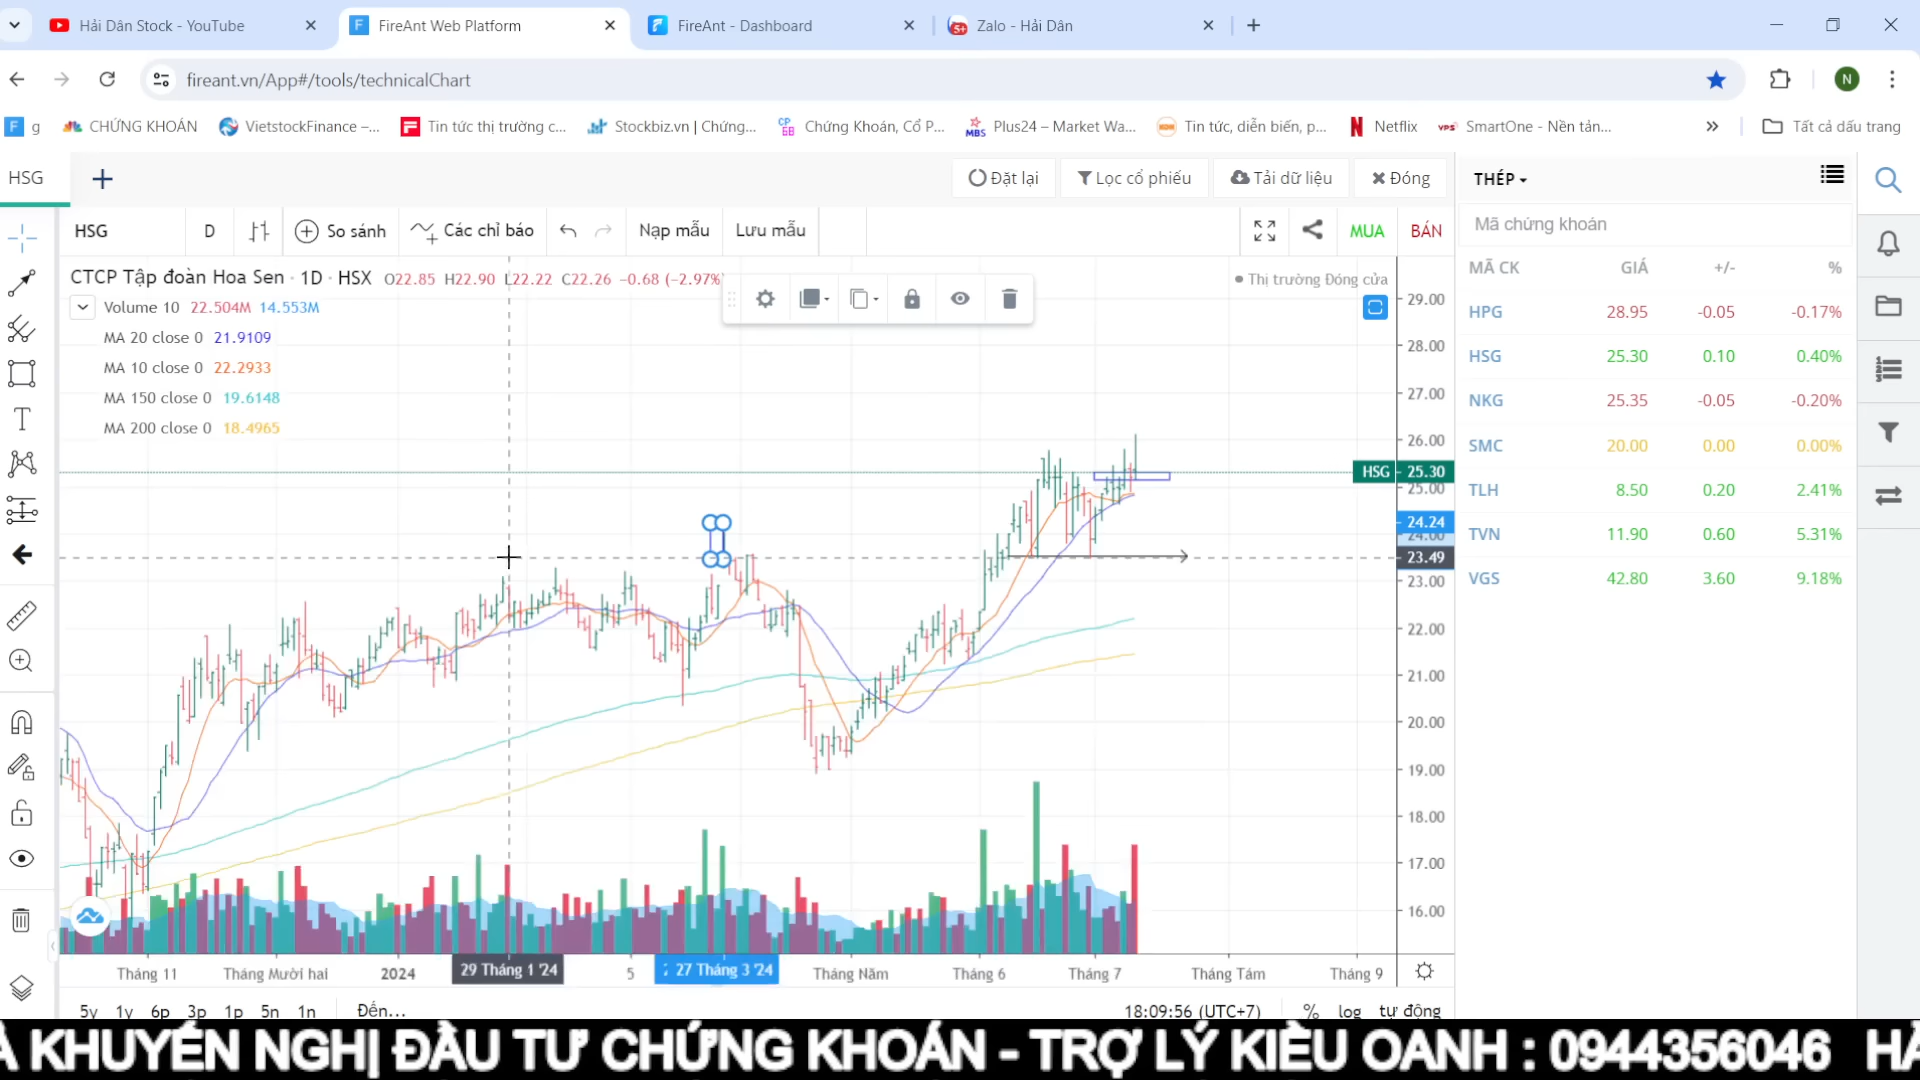 Hải Dân Stock - YouTube
FireAnt Web Platform
FireAnt - Dashboard
Zalo - Hải Dân
fireant.vn/App#/tools/technicalChart
N
g
CHỨNG KHOÁN
VietstockFinance –...
Tin tức thị trường c...
Stockbiz.vn | Chứng...
Chứng Khoán, Cổ P...
Plus24 – Market Wa...
Tin tức, diễn biến, p...
Netflix
SmartOne - Nền tản...
Tất cả dấu trang
HSG
Đặt lại
Lọc cổ phiếu
Tải dữ liệu
Đóng
THÉP
HSG
D
So sánh
Các chỉ báo
Nạp mẫu
Lưu mẫu
MUA
BÁN
Mã chứng khoán
CTCP Tập đoàn Hoa Sen · 1D · HSX O22.85 H22.90 L22.22 C22.26 −0.68 (−2.97%)
Thị trường Đóng cửa
Volume 10 22.504M 14.553M
MA 20 close 0 21.9109
MA 10 close 0 22.2933
MA 150 close 0 19.6148
MA 200 close 0 18.4965
MÃ CK GIÁ +/- %
HPG 28.95 -0.05 -0.17%
HSG 25.30 0.10 0.40%
NKG 25.35 -0.05 -0.20%
SMC 20.00 0.00 0.00%
TLH 8.50 0.20 2.41%
TVN 11.90 0.60 5.31%
VGS 42.80 3.60 9.18%
29.00
28.00
27.00
26.00
HSG 25.30
25.00
24.24
24.00
23.49
23.00
22.00
21.00
20.00
19.00
18.00
17.00
16.00
Tháng 11
Tháng Mười hai
2024
29 Tháng 1 '24
5
27 Tháng 3 '24
Tháng Năm
Tháng 6
Tháng 7
Tháng Tám
Tháng 9
5y 1y 6p 3p 1p 5n 1n
Đến...
18:09:56 (UTC+7)
% log tự động
À KHUYẾN NGHỊ ĐẦU TƯ CHỨNG KHOÁN - TRỢ LÝ KIỀU OANH : 0944356046 HẢ